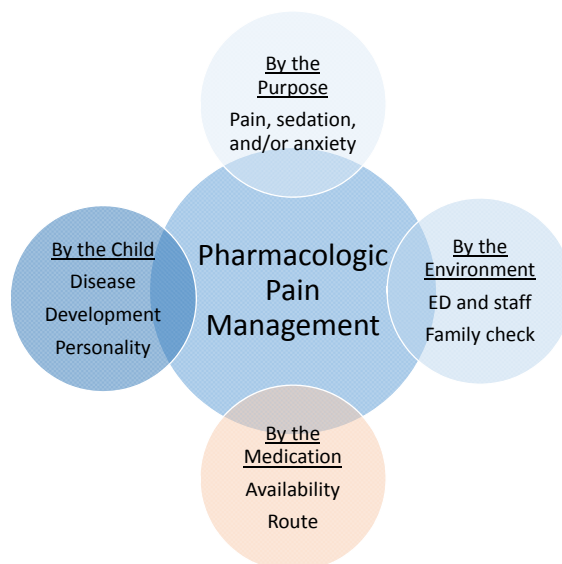 By the
Purpose
Pain, sedation,
and/or anxiety
By the Child
Disease
Development
Personality
Pharmacologic
Pain
Management
By the
Environment
ED and staff
Family check
By the
Medication
Availability
Route